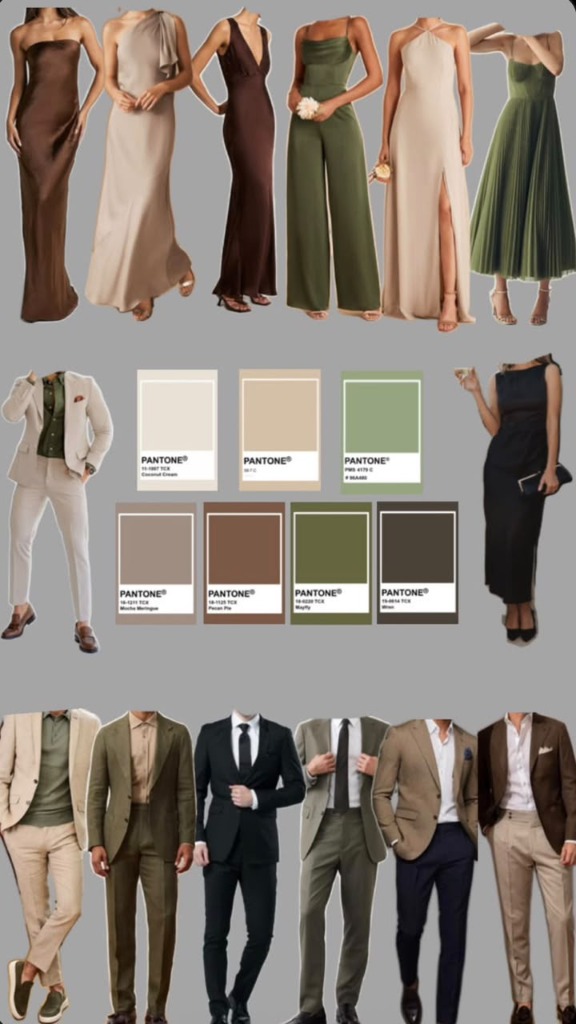 PANTONE®
11-1007 TCX
Coconut Cream
PANTONE®
PANTONE®
PMS 4179 C
PANTONE®
16-1211 TCX
Mocha Meringue
PANTONE®
18-1125 TCX
Pecan Pie
PANTONE®
18-0220 TCX
Mayfly
PANTONE®
19-0614 TCX
Wren